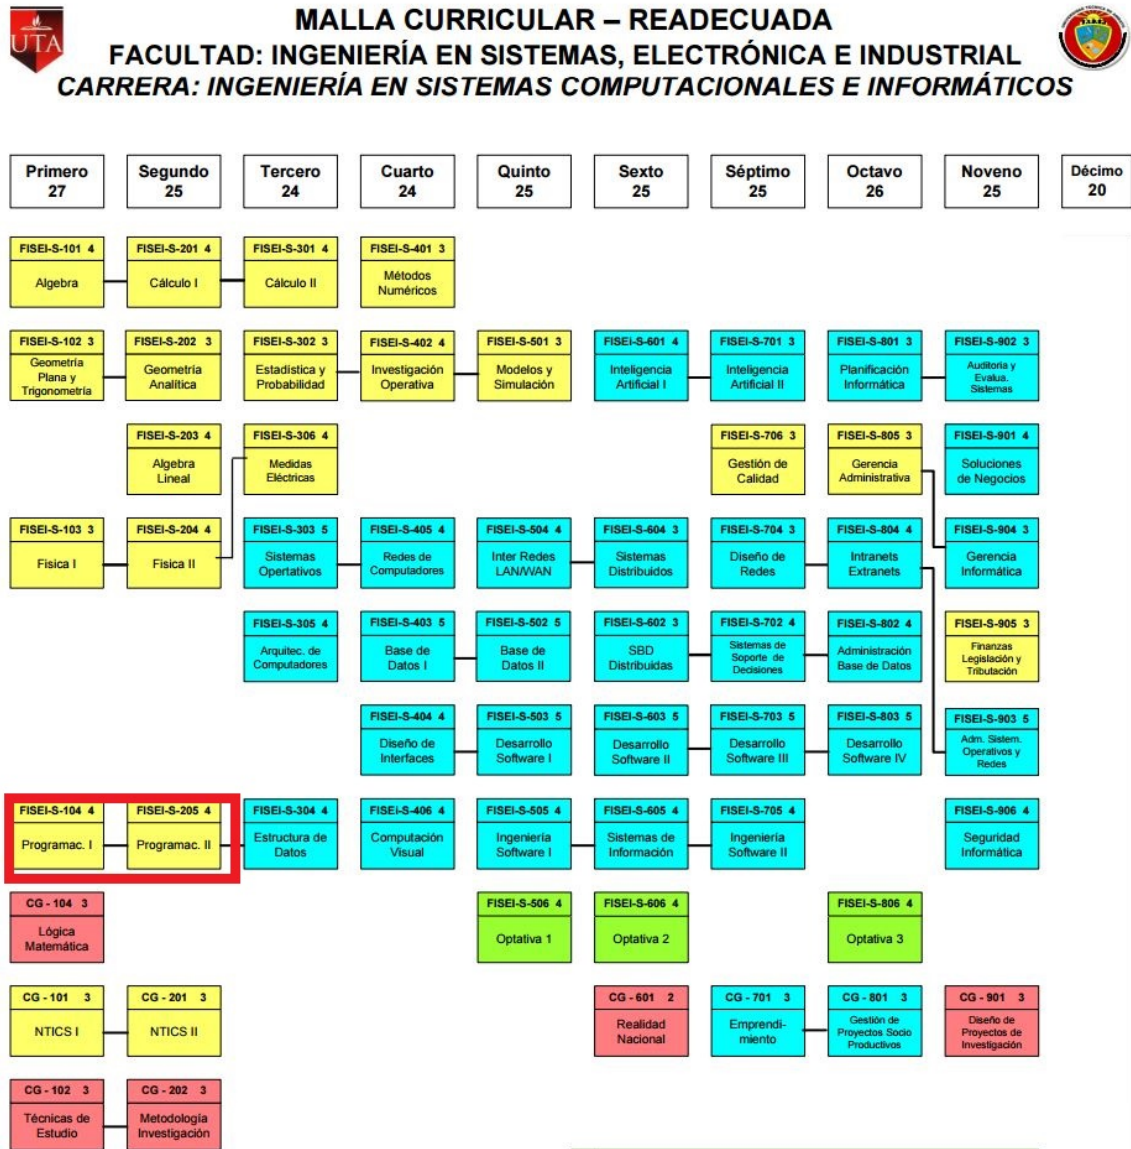 UTA
MALLA CURRICULAR – READECUADA
FACULTAD: INGENIERÍA EN SISTEMAS, ELECTRÓNICA E INDUSTRIAL
CARRERA: INGENIERÍA EN SISTEMAS COMPUTACIONALES E INFORMÁTICOS
Primero
27
Segundo
25
Tercero
24
Cuarto
24
Quinto
25
Sexto
25
Séptimo
25
Octavo
26
Noveno
25
Décimo
20
FISEI-S-101 4
Algebra
FISEI-S-201 4
Cálculo I
FISEI-S-301 4
Cálculo II
FISEI-S-401 3
Métodos
Numéricos
FISEI-S-102 3
Geometría
Plana y
Trigonometría
FISEI-S-202 3
Geometría
Analítica
FISEI-S-302 3
Estadística y
Probabilidad
FISEI-S-402 4
Investigación
Operativa
FISEI-S-501 3
Modelos y
Simulación
FISEI-S-601 4
Inteligencia
Artificial I
FISEI-S-701 3
Inteligencia
Artificial II
FISEI-S-801 3
Planificación
Informática
FISEI-S-902 3
Auditoria y
Evalua.
Sistemas
FISEI-S-203 4
Algebra
Lineal
FISEI-S-306 4
Medidas
Eléctricas
FISEI-S-706 3
Gestión de
Calidad
FISEI-S-805 3
Gerencia
Administrativa
FISEI-S-901 4
Soluciones
de Negocios
FISEI-S-103 3
Fisica I
FISEI-S-204 4
Fisica II
FISEI-S-303 5
Sistemas
Opertativos
FISEI-S-405 4
Redes de
Computadores
FISEI-S-504 4
Inter Redes
LAN/WAN
FISEI-S-604 3
Sistemas
Distribuidos
FISEI-S-704 3
Diseño de
Redes
FISEI-S-804 4
Intranets
Extranets
FISEI-S-904 3
Gerencia
Informática
FISEI-S-305 4
Arquitec. de
Computadores
FISEI-S-403 5
Base de
Datos I
FISEI-S-502 5
Base de
Datos II
FISEI-S-602 3
SBD
Distribuidas
FISEI-S-702 4
Sistemas de
Soporte de
Decisiones
FISEI-S-802 4
Administración
Base de Datos
FISEI-S-905 3
Finanzas
Legislación y
Tributación
FISEI-S-404 4
Diseño de
Interfaces
FISEI-S-503 5
Desarrollo
Software I
FISEI-S-603 5
Desarrollo
Software II
FISEI-S-703 5
Desarrollo
Software III
FISEI-S-803 5
Desarrollo
Software IV
FISEI-S-903 5
Adm. Sistem.
Operativos y
Redes
FISEI-S-104 4
Programac. I
FISEI-S-205 4
Programac. II
FISEI-S-304 4
Estructura de
Datos
FISEI-S-406 4
Computación
Visual
FISEI-S-505 4
Ingeniería
Software I
FISEI-S-605 4
Sistemas de
Información
FISEI-S-705 4
Ingeniería
Software II
FISEI-S-906 4
Seguridad
Informática
CG - 104 3
Lógica
Matemática
FISEI-S-506 4
Optativa 1
FISEI-S-606 4
Optativa 2
FISEI-S-806 4
Optativa 3
CG - 101 3
NTICS I
CG - 201 3
NTICS II
CG - 601 2
Realidad
Nacional
CG - 701 3
Emprendi-
miento
CG - 801 3
Gestión de
Proyectos Socio
Productivos
CG - 901 3
Diseño de
Proyectos de
Investigación
CG - 102 3
Técnicas de
Estudio
CG - 202 3
Metodología
Investigación